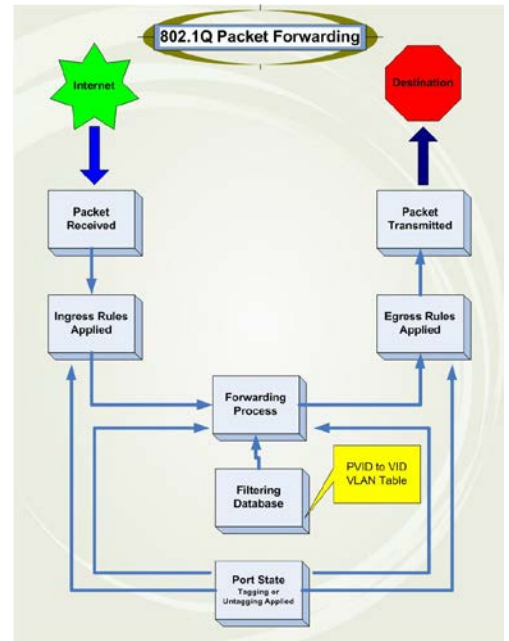 802.1Q Packet Forwarding
Internet
Destination
Packet
Received
Packet
Transmitted
Ingress Rules
Applied
Egress Rules
Applied
Forwarding
Process
PVID to VID
VLAN Table
Filtering
Database
Port State
Tagging or
Untagging Applied